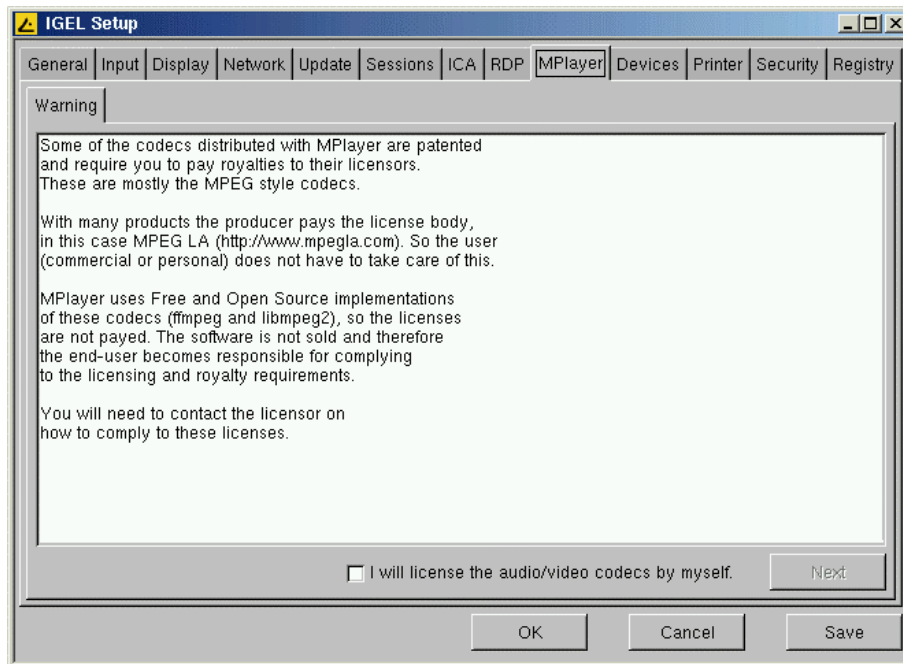 IGEL Setup
General Input Display Network Update Sessions ICA RDP MPlayer Devices Printer Security Registry
Warning
Some of the codecs distributed with MPlayer are patented
and require you to pay royalties to their licensors.
These are mostly the MPEG style codecs.
With many products the producer pays the license body,
in this case MPEG LA (http://www.mpegla.com). So the user
(commercial or personal) does not have to take care of this.
MPlayer uses Free and Open Source implementations
of these codecs (ffmpeg and libmpeg2), so the licenses
are not payed. The software is not sold and therefore
the end-user becomes responsible for complying
to the licensing and royalty requirements.
You will need to contact the licensor on
how to comply to these licenses.
I will license the audio/video codecs by myself. Next
OK Cancel Save